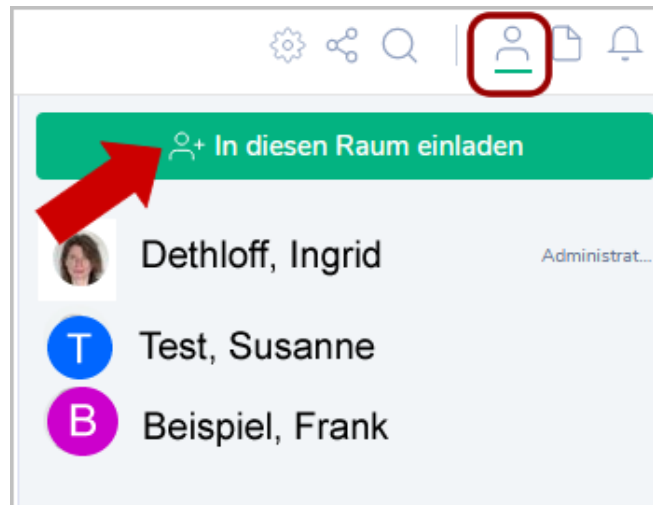 In diesen Raum einladen
Dethloff, Ingrid Administrat...
T Test, Susanne
B Beispiel, Frank